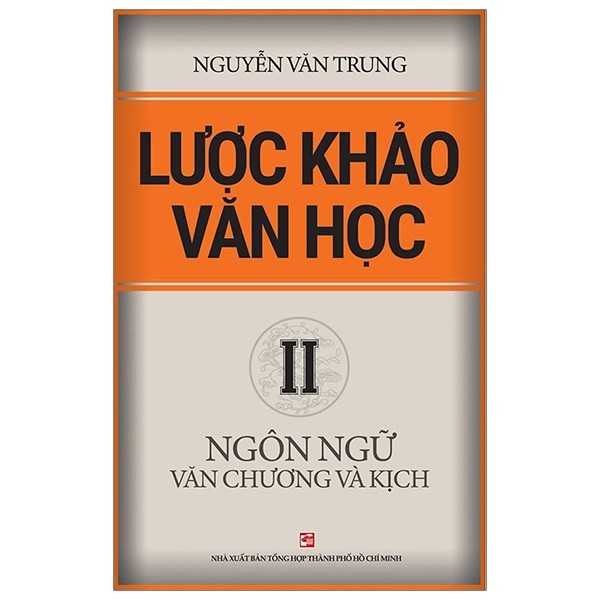 NGUYỄN VĂN TRUNG
LƯỢC KHẢO
VĂN HỌC
II
NGÔN NGỮ
VĂN CHƯƠNG VÀ KỊCH
NHÀ XUẤT BẢN TỔNG HỢP THÀNH PHỐ HỒ CHÍ MINH